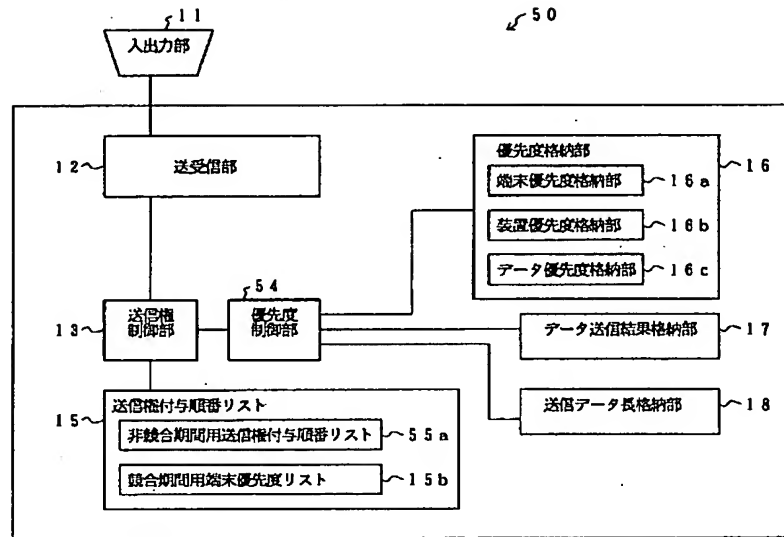 11
50
入出力部
12
送受信部
優先度格納部
16
端末優先度格納部
16a
装置優先度格納部
16b
データ優先度格納部
16c
54
送信権
制御部
13
優先度
制御部
データ送信結果格納部
17
15
送信権付与順番リスト
送信データ長格納部
18
非競合期間用送信権付与順番リスト
55a
競合期間用端末優先度リスト
15b